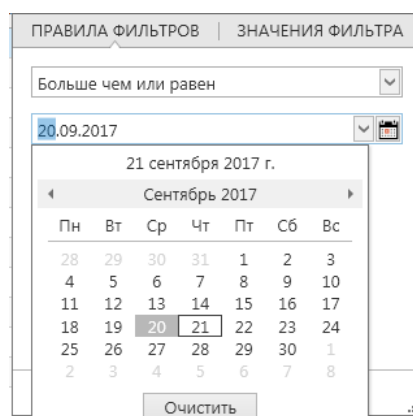 ПРАВИЛА ФИЛЬТРОВ | ЗНАЧЕНИЯ ФИЛЬТРА
Больше чем или равен
20.09.2017
21 сентября 2017 г.
Сентябрь 2017
Пн Вт Ср Чт Пт Сб Вс
28 29 30 31 1 2 3
4 5 6 7 8 9 10
11 12 13 14 15 16 17
18 19 20 21 22 23 24
25 26 27 28 29 30 1
2 3 4 5 6 7 8
Очистить